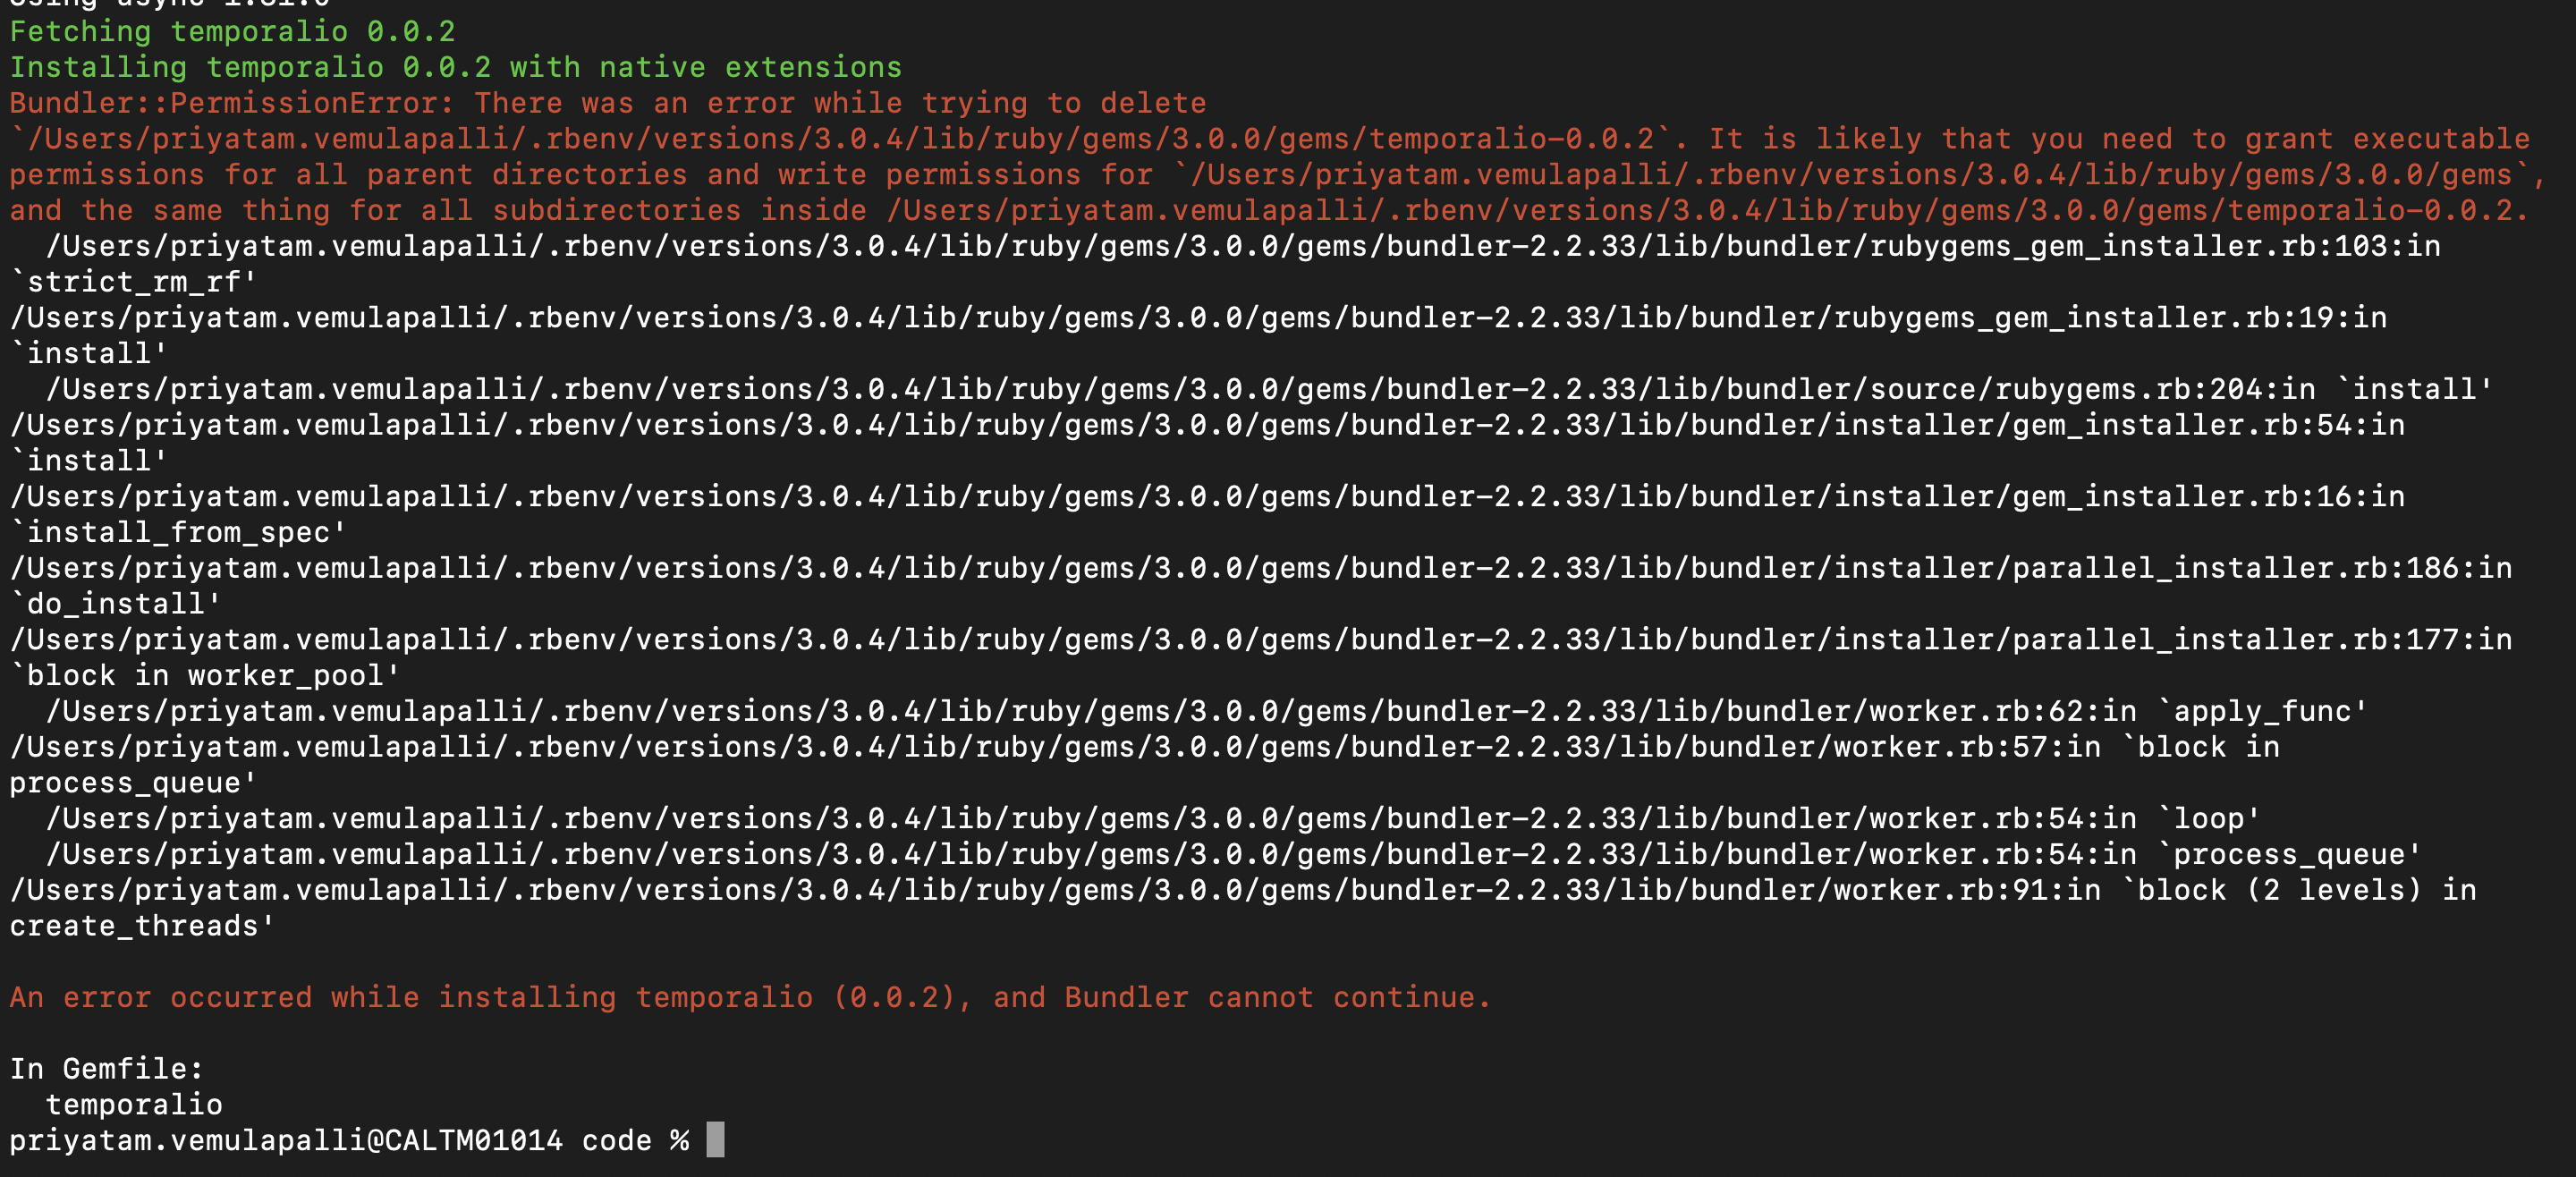 Using async 1.31.0
Fetching temporalio 0.0.2
Installing temporalio 0.0.2 with native extensions
Bundler::PermissionError: There was an error while trying to delete
`/Users/priyatam.vemulapalli/.rbenv/versions/3.0.4/lib/ruby/gems/3.0.0/gems/temporalio-0.0.2`. It is likely that you need to grant executable
permissions for all parent directories and write permissions for `/Users/priyatam.vemulapalli/.rbenv/versions/3.0.4/lib/ruby/gems/3.0.0/gems`,
and the same thing for all subdirectories inside /Users/priyatam.vemulapalli/.rbenv/versions/3.0.4/lib/ruby/gems/3.0.0/gems/temporalio-0.0.2.
  /Users/priyatam.vemulapalli/.rbenv/versions/3.0.4/lib/ruby/gems/3.0.0/gems/bundler-2.2.33/lib/bundler/rubygems_gem_installer.rb:103:in
`strict_rm_rf'
/Users/priyatam.vemulapalli/.rbenv/versions/3.0.4/lib/ruby/gems/3.0.0/gems/bundler-2.2.33/lib/bundler/rubygems_gem_installer.rb:19:in
`install'
  /Users/priyatam.vemulapalli/.rbenv/versions/3.0.4/lib/ruby/gems/3.0.0/gems/bundler-2.2.33/lib/bundler/source/rubygems.rb:204:in `install'
/Users/priyatam.vemulapalli/.rbenv/versions/3.0.4/lib/ruby/gems/3.0.0/gems/bundler-2.2.33/lib/bundler/installer/gem_installer.rb:54:in
`install'
/Users/priyatam.vemulapalli/.rbenv/versions/3.0.4/lib/ruby/gems/3.0.0/gems/bundler-2.2.33/lib/bundler/installer/gem_installer.rb:16:in
`install_from_spec'
/Users/priyatam.vemulapalli/.rbenv/versions/3.0.4/lib/ruby/gems/3.0.0/gems/bundler-2.2.33/lib/bundler/installer/parallel_installer.rb:186:in
`do_install'
/Users/priyatam.vemulapalli/.rbenv/versions/3.0.4/lib/ruby/gems/3.0.0/gems/bundler-2.2.33/lib/bundler/installer/parallel_installer.rb:177:in
`block in worker_pool'
  /Users/priyatam.vemulapalli/.rbenv/versions/3.0.4/lib/ruby/gems/3.0.0/gems/bundler-2.2.33/lib/bundler/worker.rb:62:in `apply_func'
/Users/priyatam.vemulapalli/.rbenv/versions/3.0.4/lib/ruby/gems/3.0.0/gems/bundler-2.2.33/lib/bundler/worker.rb:57:in `block in
process_queue'
  /Users/priyatam.vemulapalli/.rbenv/versions/3.0.4/lib/ruby/gems/3.0.0/gems/bundler-2.2.33/lib/bundler/worker.rb:54:in `loop'
  /Users/priyatam.vemulapalli/.rbenv/versions/3.0.4/lib/ruby/gems/3.0.0/gems/bundler-2.2.33/lib/bundler/worker.rb:54:in `process_queue'
/Users/priyatam.vemulapalli/.rbenv/versions/3.0.4/lib/ruby/gems/3.0.0/gems/bundler-2.2.33/lib/bundler/worker.rb:91:in `block (2 levels) in
create_threads'
An error occurred while installing temporalio (0.0.2), and Bundler cannot continue.
In Gemfile:
  temporalio
priyatam.vemulapalli@CALTM01014 code %